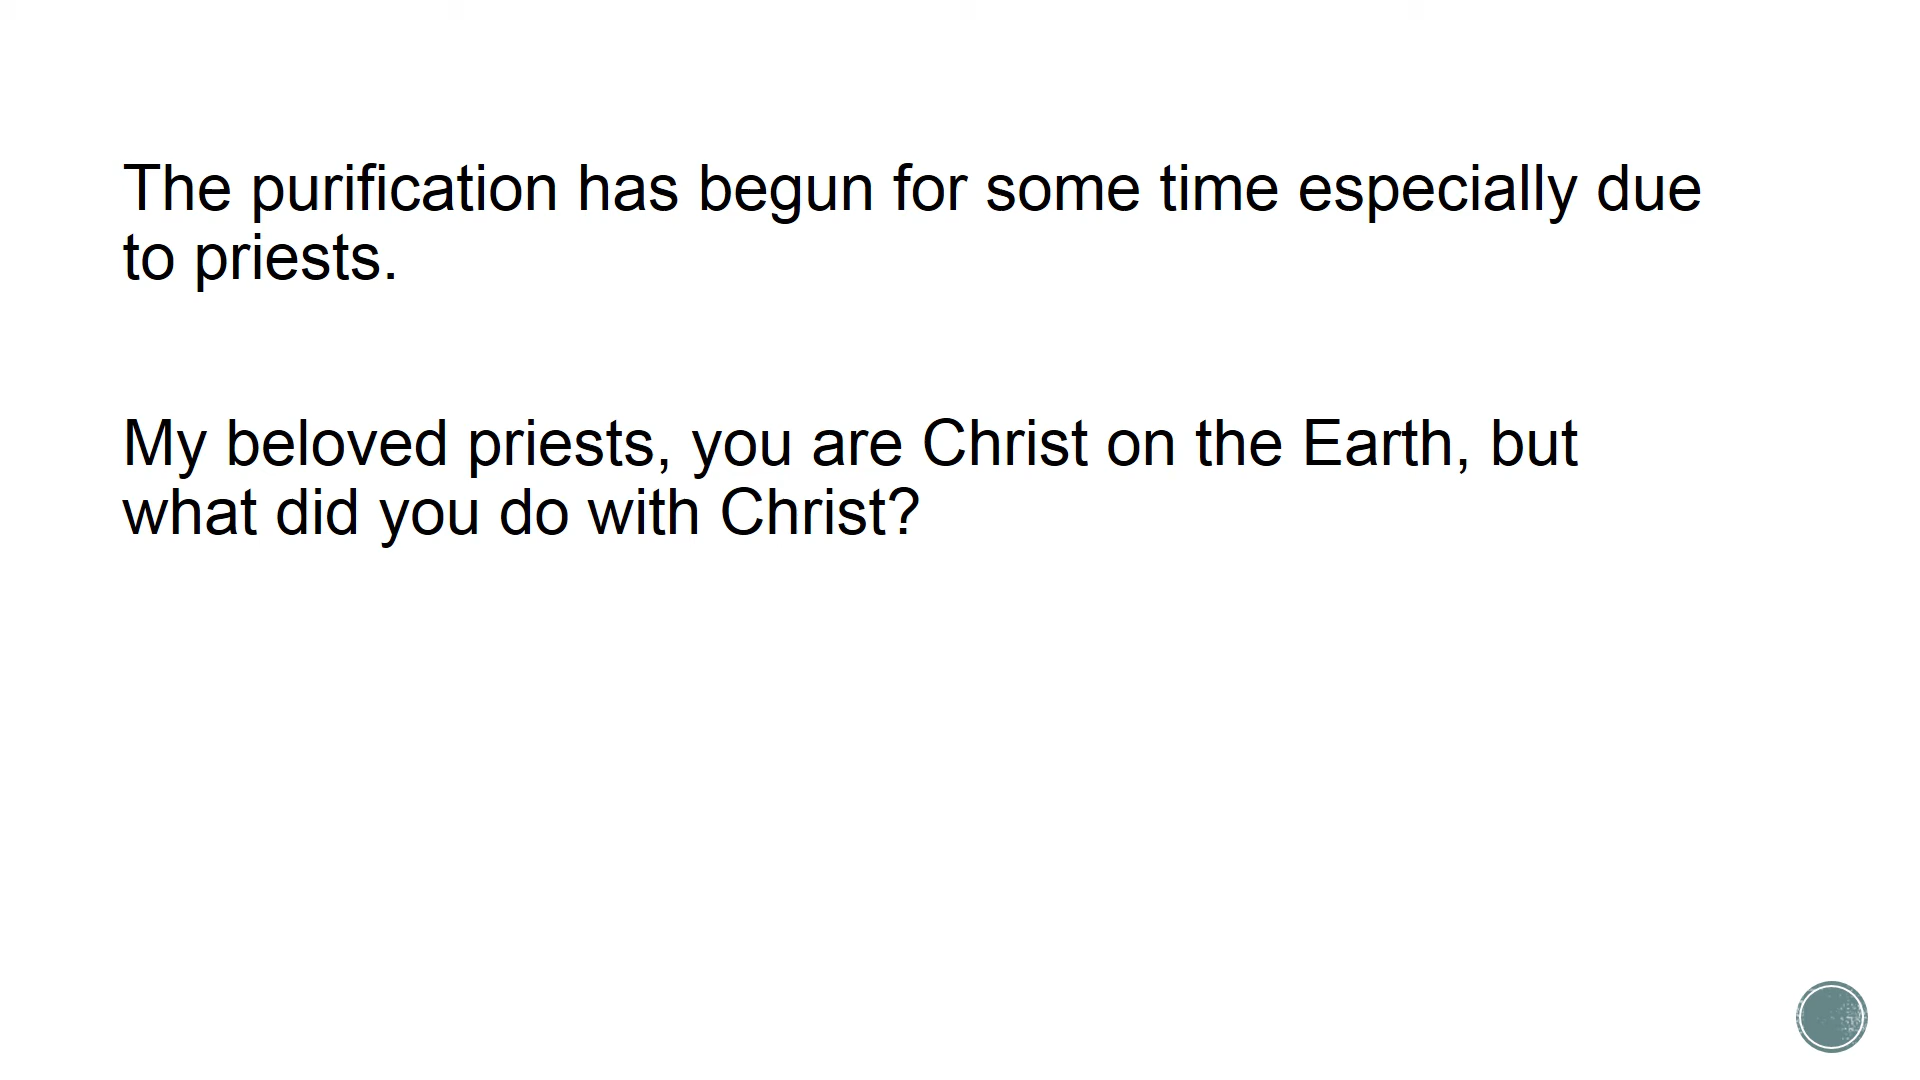 The purification has begun for some time especially due
to priests.
My beloved priests, you are Christ on the Earth, but
what did you do with Christ?